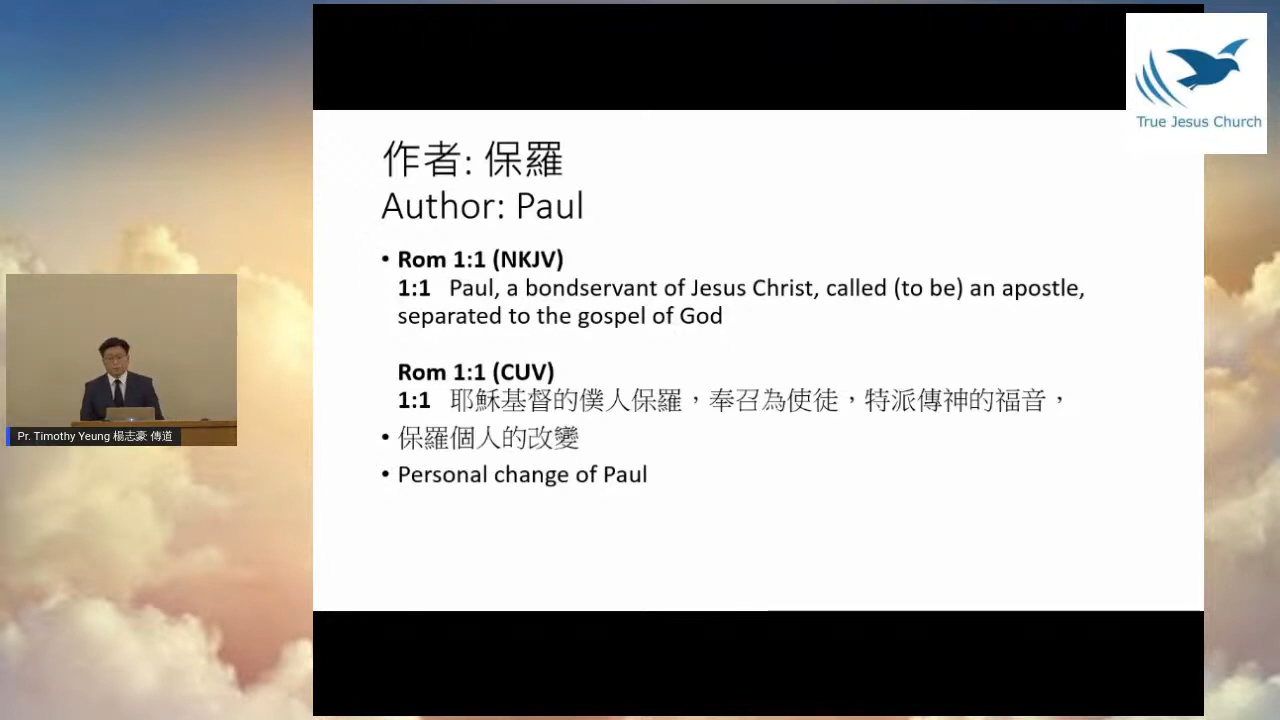 True Jesus Church
作者: 保羅
Author: Paul
• Rom 1:1 (NKJV)
1:1 Paul, a bondservant of Jesus Christ, called (to be) an apostle,
separated to the gospel of God
Rom 1:1 (CUV)
1:1 耶穌基督的僕人保羅，奉召為使徒，特派傳神的福音，
• 保羅個人的改變
• Personal change of Paul
Pr. Timothy Yeung 楊志豪 傳道